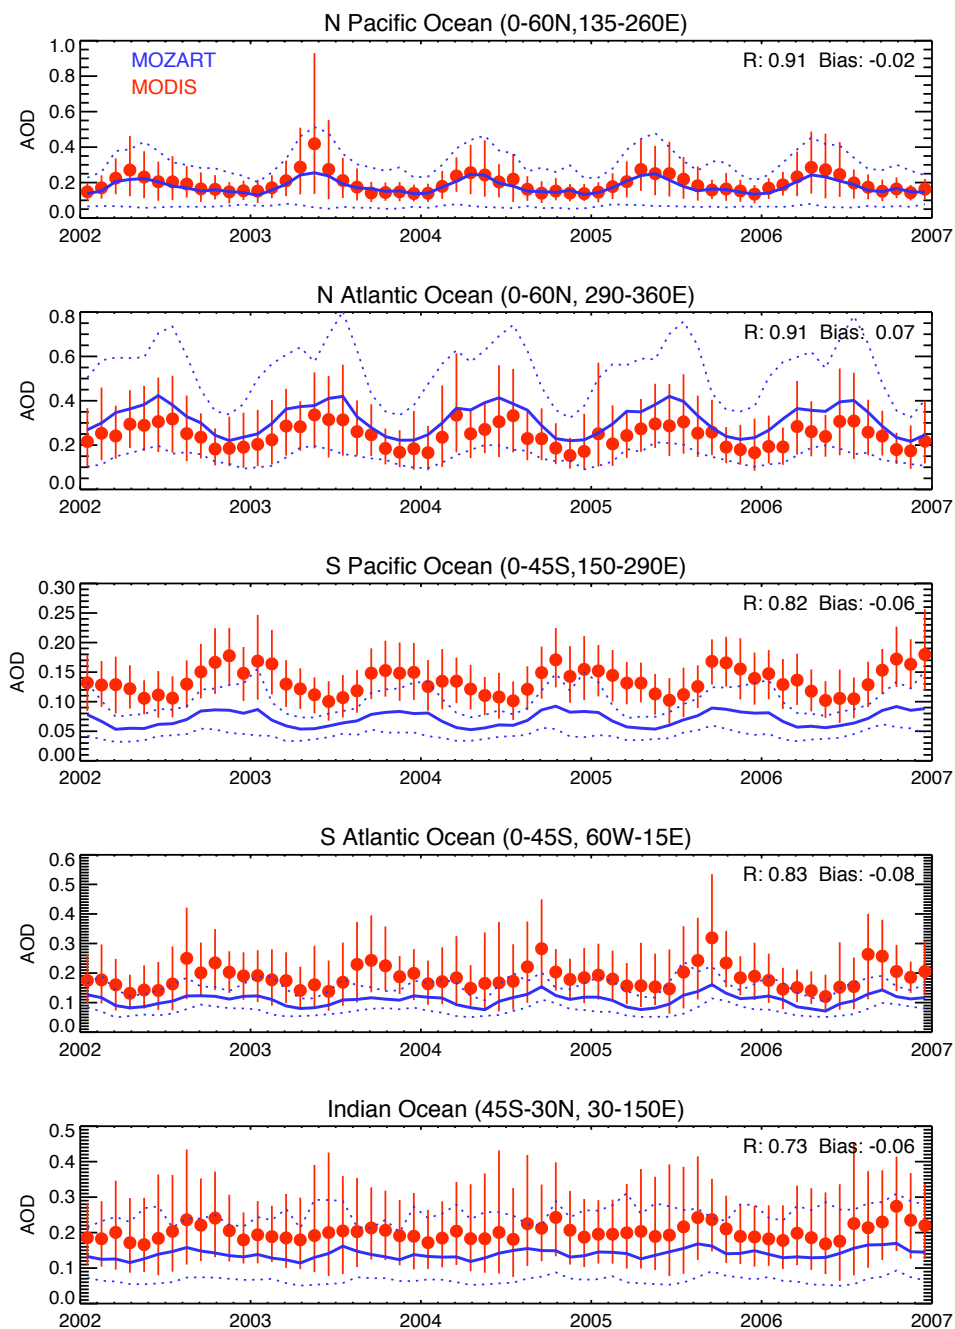 N Pacific Ocean (0-60N,135-260E)
1.0
0.8
0.6
0.4
0.2
0.0
AOD
MOZART
MODIS
R: 0.91 Bias: -0.02
2002 2003 2004 2005 2006 2007
N Atlantic Ocean (0-60N, 290-360E)
0.8
0.6
0.4
0.2
0.0
AOD
R: 0.91 Bias: 0.07
2002 2003 2004 2005 2006 2007
S Pacific Ocean (0-45S,150-290E)
0.30
0.25
0.20
0.15
0.10
0.05
0.00
AOD
R: 0.82 Bias: -0.06
2002 2003 2004 2005 2006 2007
S Atlantic Ocean (0-45S, 60W-15E)
0.6
0.5
0.4
0.3
0.2
0.1
0.0
AOD
R: 0.83 Bias: -0.08
2002 2003 2004 2005 2006 2007
Indian Ocean (45S-30N, 30-150E)
0.5
0.4
0.3
0.2
0.1
0.0
AOD
R: 0.73 Bias: -0.06
2002 2003 2004 2005 2006 2007